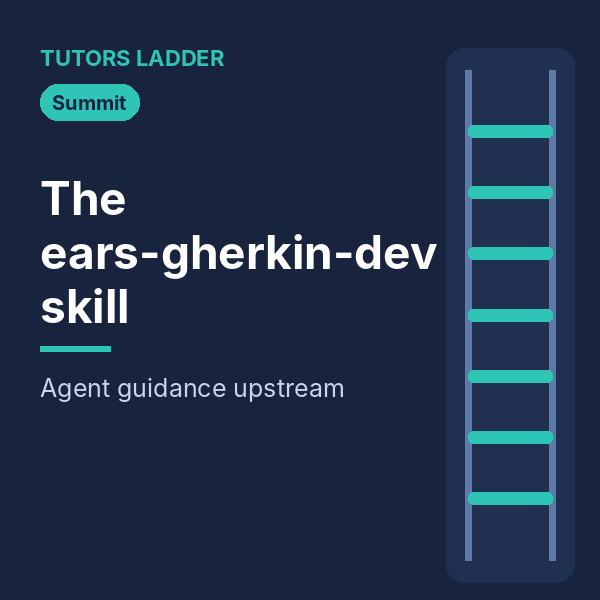 TUTORS LADDER
Summit
The
ears-gherkin-dev
skill
Agent guidance upstream